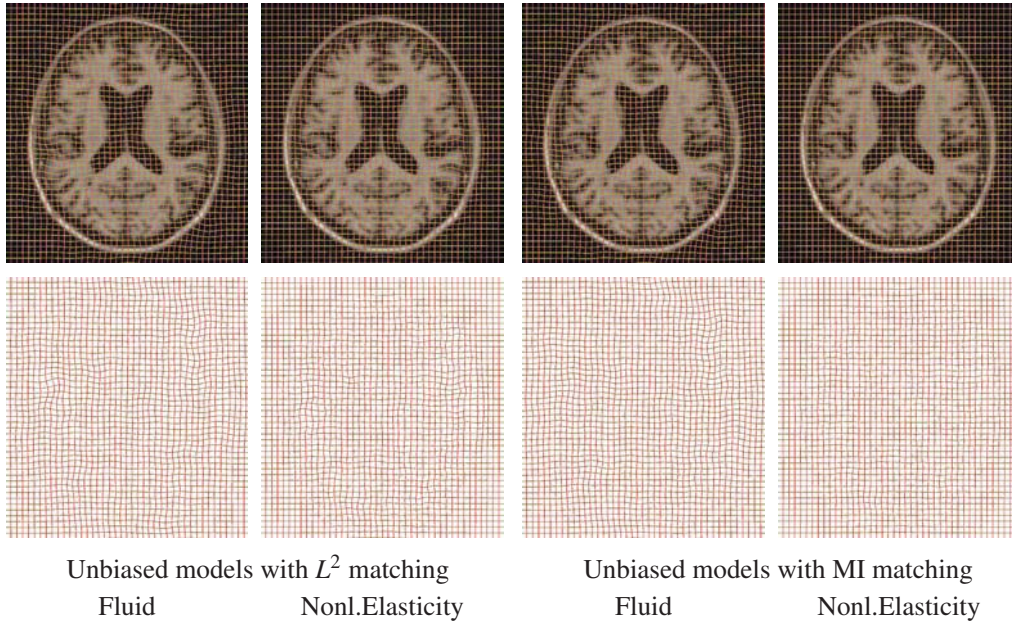 Unbiased models with L² matching
Unbiased models with MI matching
Fluid
Nonl.Elasticity
Fluid
Nonl.Elasticity